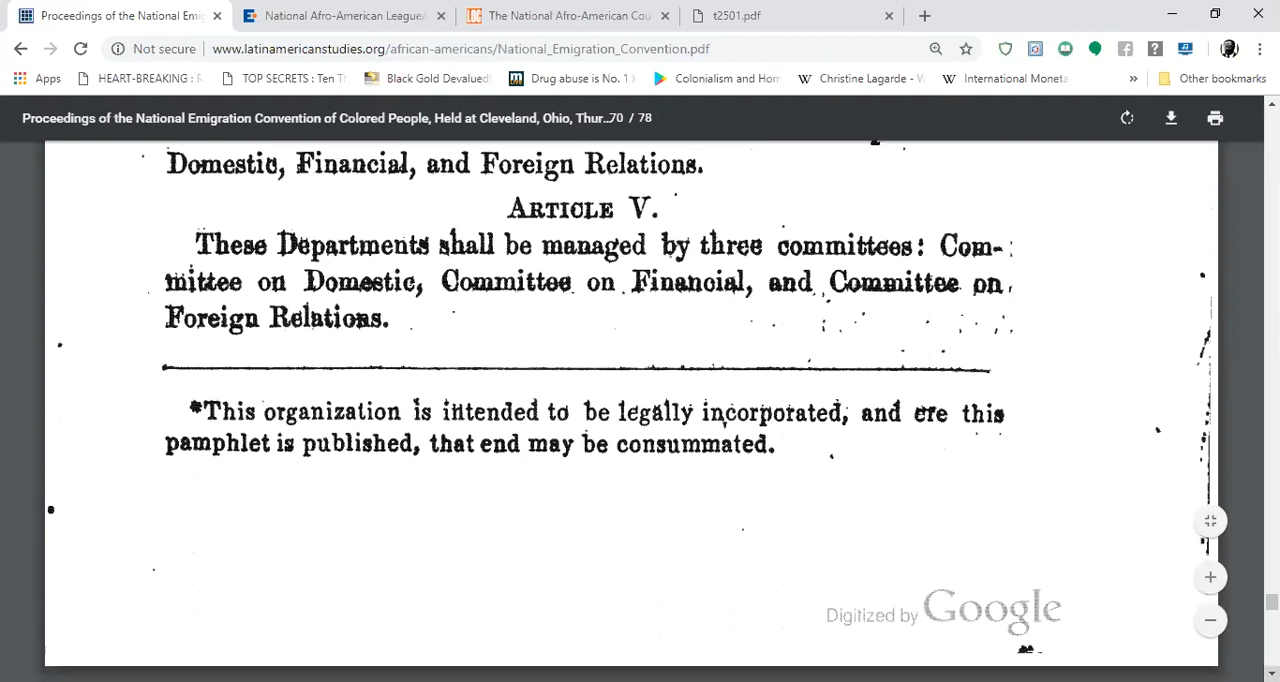 Proceedings of the National Emig
National Afro-American League/
The National Afro-American Cou
t2501.pdf
Not secure | www.latinamericanstudies.org/african-americans/National_Emigration_Convention.pdf
Apps
HEART-BREAKING : R
TOP SECRETS : Ten Th
Black Gold Devalued
Drug abuse is No. 1 k
Colonialism and Hom
Christine Lagarde - W
International Moneta
»
Other bookmarks
Proceedings of the National Emigration Convention of Colored People, Held at Cleveland, Ohio, Thur... 70 / 78
Domestic, Financial, and Foreign Relations.
ARTICLE V.
These Departments shall be managed by three committees: Com-
mittee on Domestic, Committee on Financial, and Committee on
Foreign Relations.
*This organization is intended to be legally incorporated, and ere this
pamphlet is published, that end may be consummated.
Digitized by Google